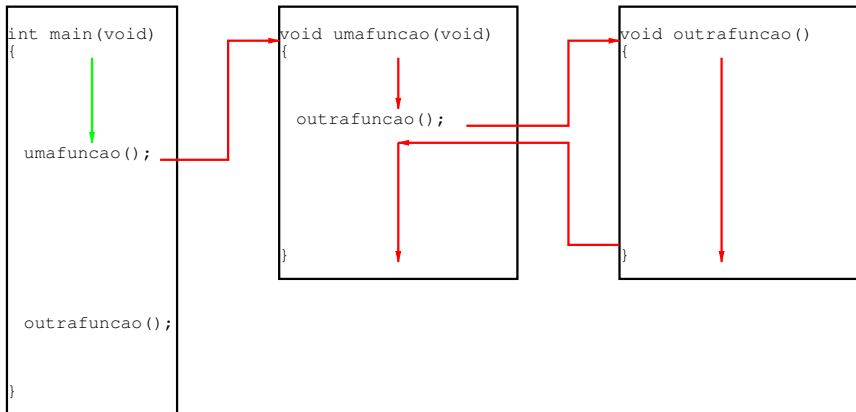 int main(void)
{
umafuncao();
outrafuncao();
}
void umafuncao(void)
{
outrafuncao();
}
void outrafuncao()
{
}